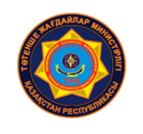 ТӨТЕНШЕ ЖАҒДАЙЛАР МИНИСТРЛІГІ
ҚАЗАҚСТАН РЕСПУБЛИКАСЫ